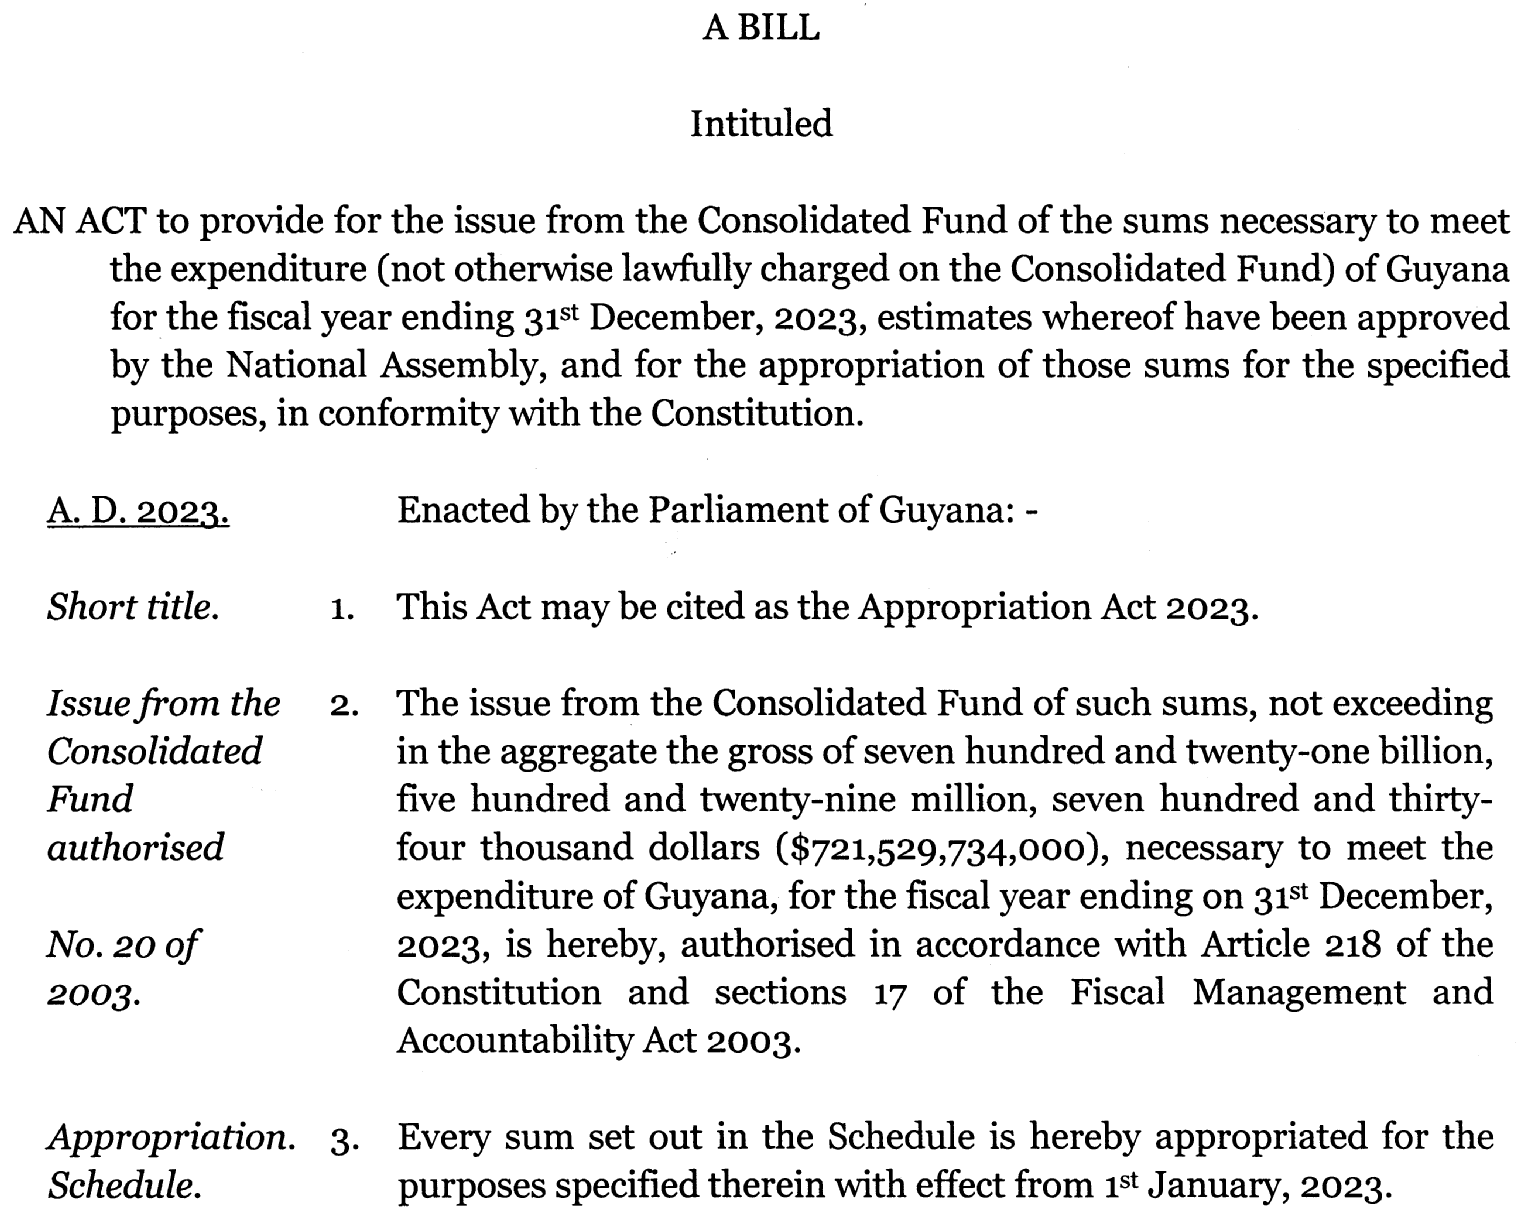 A BILL
Intituled
AN ACT to provide for the issue from the Consolidated Fund of the sums necessary to meet
the expenditure (not otherwise lawfully charged on the Consolidated Fund) of Guyana
for the fiscal year ending 31st December, 2023, estimates whereof have been approved
by the National Assembly, and for the appropriation of those sums for the specified
purposes, in conformity with the Constitution.
A. D. 2023. Enacted by the Parliament of Guyana: -
Short title. 1. This Act may be cited as the Appropriation Act 2023.
Issue from the 2. The issue from the Consolidated Fund of such sums, not exceeding
Consolidated in the aggregate the gross of seven hundred and twenty-one billion,
Fund five hundred and twenty-nine million, seven hundred and thirty-
authorised four thousand dollars ($721,529,734,000), necessary to meet the
expenditure of Guyana, for the fiscal year ending on 31st December,
No. 20 of 2023, is hereby, authorised in accordance with Article 218 of the
2003. Constitution and sections 17 of the Fiscal Management and
Accountability Act 2003.
Appropriation. 3. Every sum set out in the Schedule is hereby appropriated for the
Schedule. purposes specified therein with effect from 1st January, 2023.